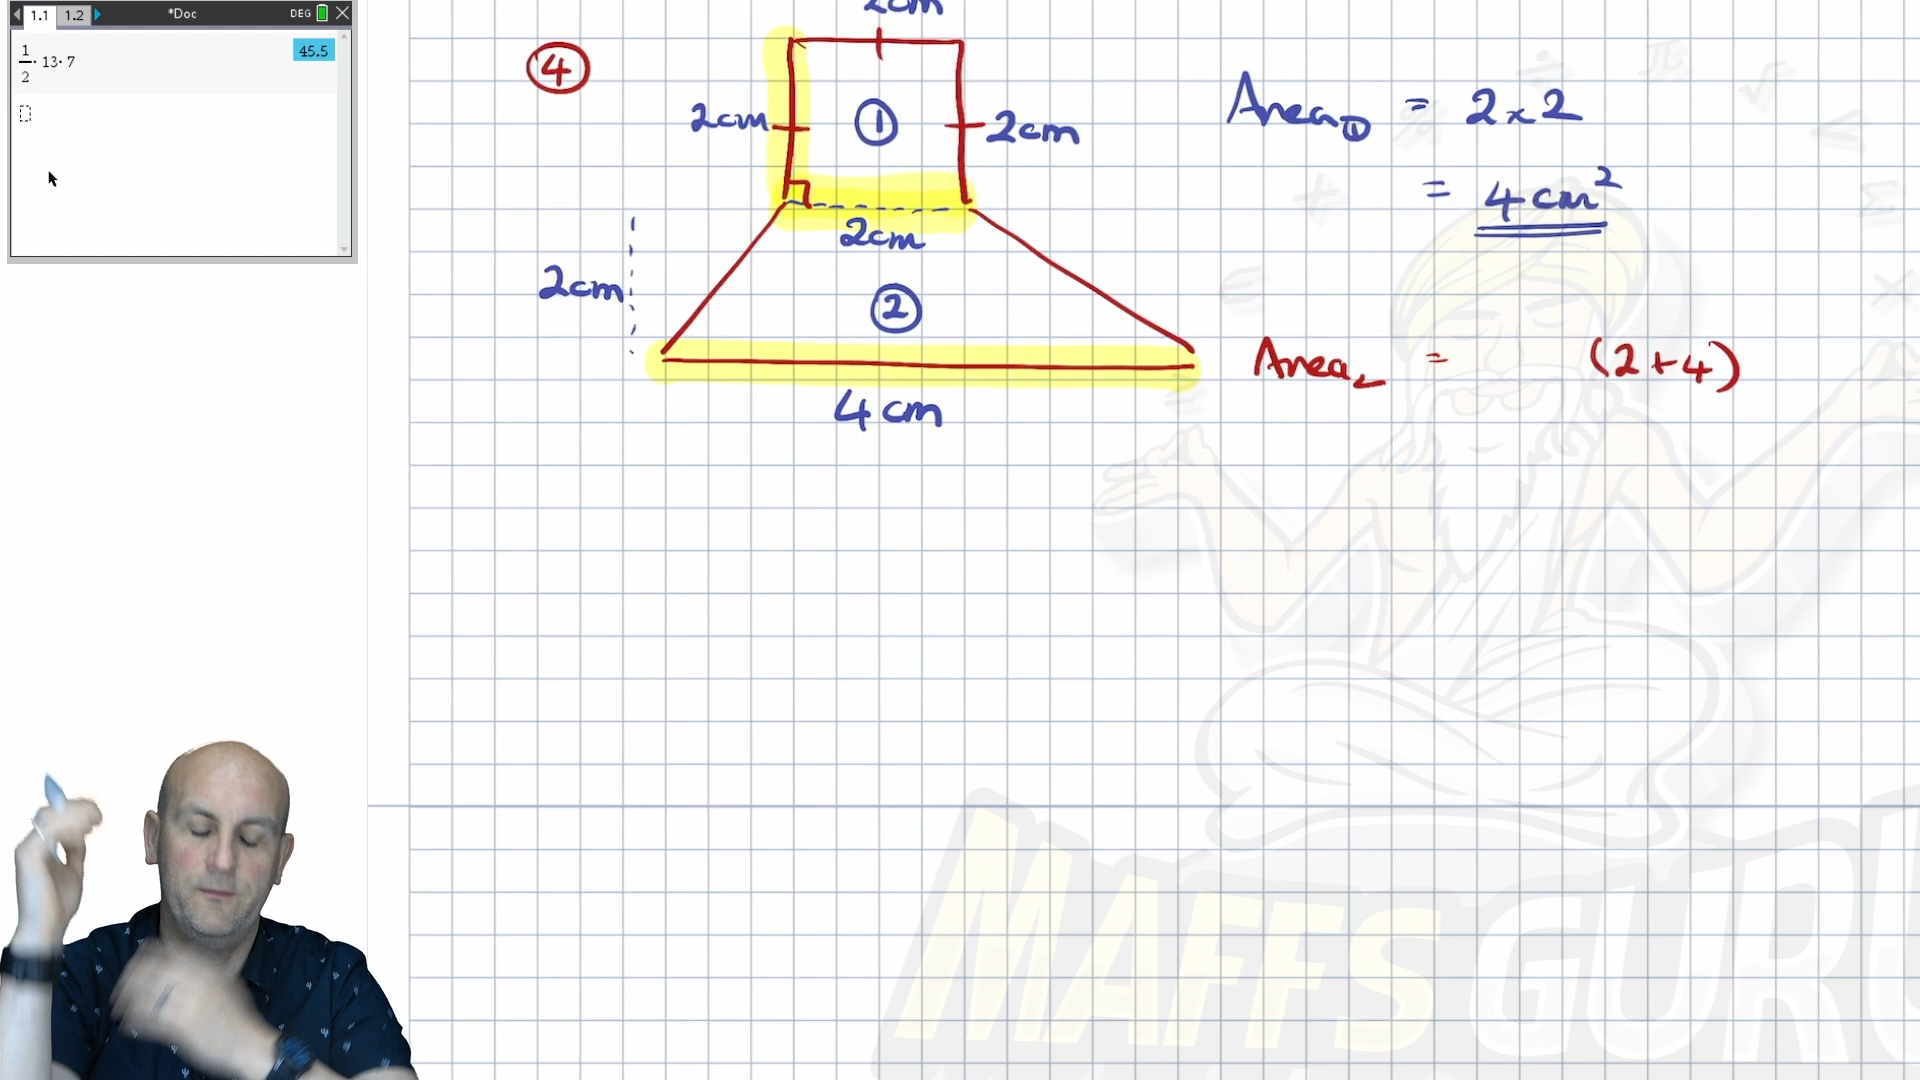 1.1 1.2 *Doc DEG
1/2 · 13 · 7 45.5
2cm
④
2cm ① 2cm
2cm
2cm ②
4 cm
Area① = 2 x 2
= 4 cm²
Area₂ = (2 + 4)
MAFFS GURU